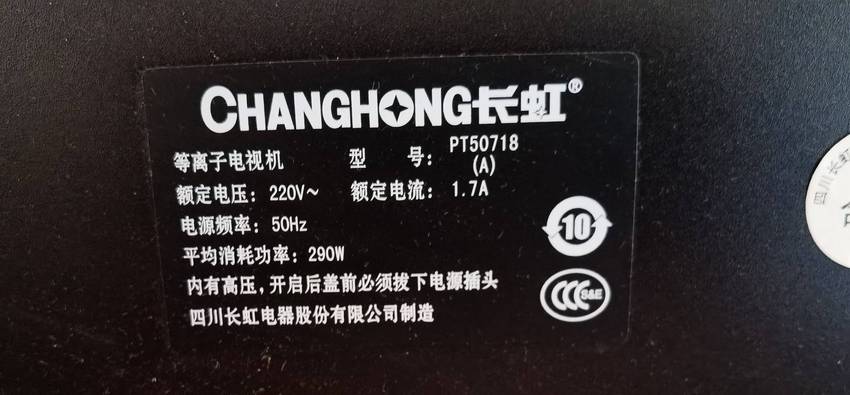 CHANGHONG长虹®
等离子电视机 型 号: PT50718
(A)
额定电压: 220V~ 额定电流: 1.7A
电源频率: 50Hz
平均消耗功率: 290W
内有高压,开启后盖前必须拔下电源插头
四川长虹电器股份有限公司制造
10
CCC S&E
四川长虹